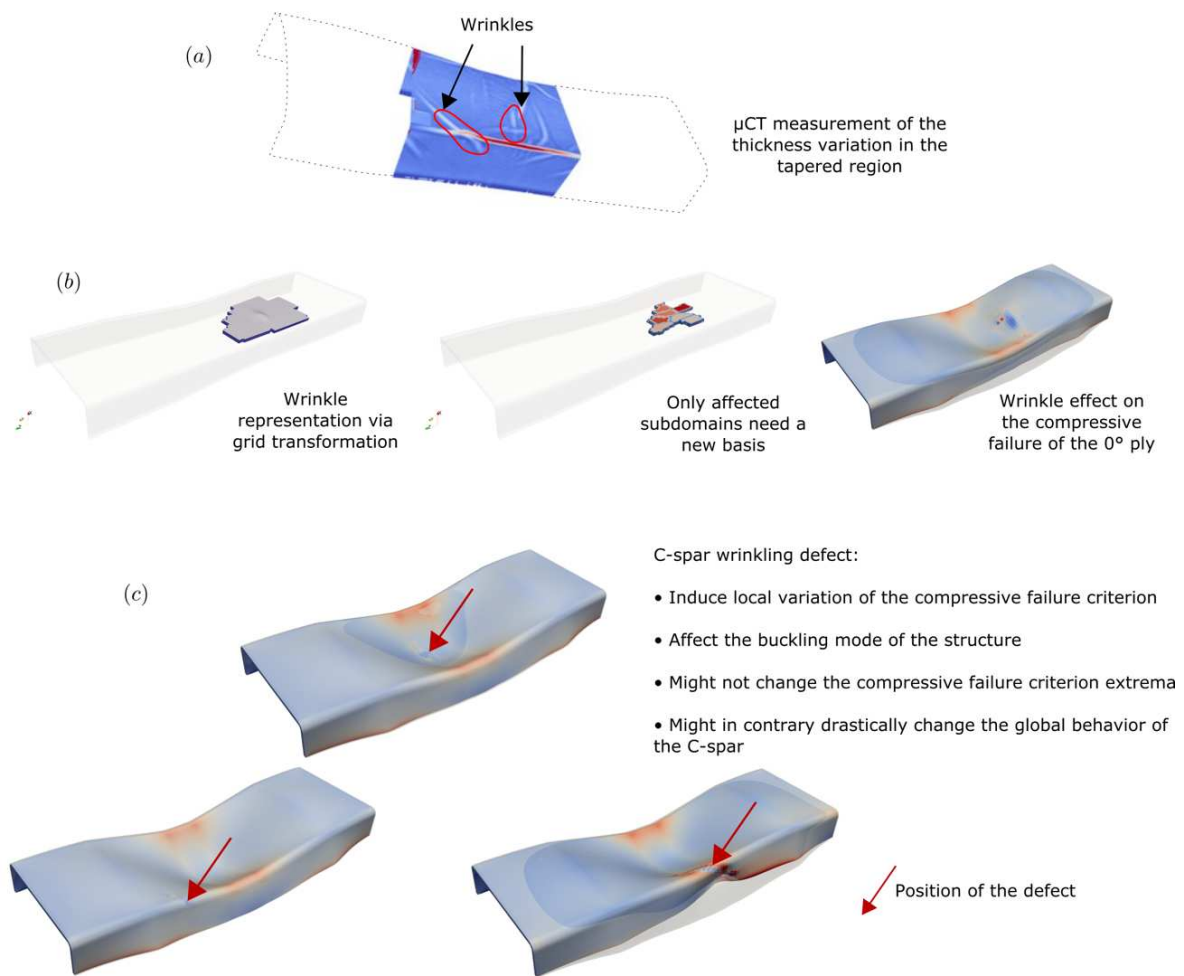 Wrinkles
(a)
µCT measurement of the
thickness variation in the
tapered region
(b)
Wrinkle
representation via
grid transformation
Only affected
subdomains need a
new basis
Wrinkle effect on
the compressive
failure of the 0° ply
(c)
C-spar wrinkling defect:
• Induce local variation of the compressive failure criterion
• Affect the buckling mode of the structure
• Might not change the compressive failure criterion extrema
• Might in contrary drastically change the global behavior of
the C-spar
Position of the defect